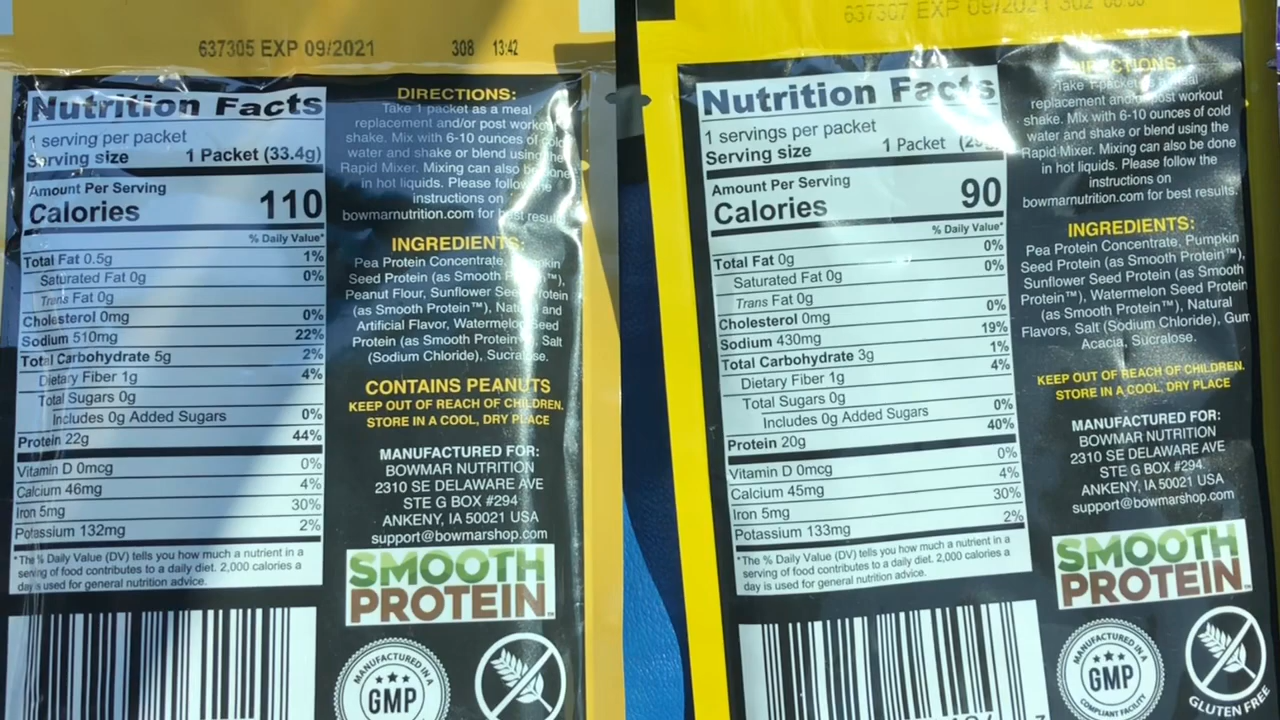 637305 EXP 09/2021 308 13:42
Nutrition Facts
1 serving per packet
Serving size 1 Packet (33.4g)
Amount Per Serving
Calories 110
% Daily Value*
Total Fat 0.5g 1%
Saturated Fat 0g 0%
Trans Fat 0g
Cholesterol 0mg 0%
Sodium 510mg 22%
Total Carbohydrate 5g 2%
Dietary Fiber 1g 4%
Total Sugars 0g
Includes 0g Added Sugars 0%
Protein 22g 44%
Vitamin D 0mcg 0%
Calcium 46mg 4%
Iron 5mg 30%
Potassium 132mg 2%
*The % Daily Value (DV) tells you how much a nutrient in a
serving of food contributes to a daily diet. 2,000 calories a
day is used for general nutrition advice.
DIRECTIONS:
Take 1 packet as a meal
replacement and/or post workout
shake. Mix with 6-10 ounces of cold
water and shake or blend using the
Rapid Mixer. Mixing can also be done
in hot liquids. Please follow the
instructions on
bowmarnutrition.com for best results.
INGREDIENTS:
Pea Protein Concentrate, Pumpkin
Seed Protein (as Smooth Protein™),
Peanut Flour, Sunflower Seed Protein
(as Smooth Protein™), Natural and
Artificial Flavor, Watermelon Seed
Protein (as Smooth Protein™), Salt
(Sodium Chloride), Sucralose.
CONTAINS PEANUTS
KEEP OUT OF REACH OF CHILDREN.
STORE IN A COOL, DRY PLACE
MANUFACTURED FOR:
BOWMAR NUTRITION
2310 SE DELAWARE AVE
STE G BOX #294
ANKENY, IA 50021 USA
support@bowmarshop.com
SMOOTH
PROTEIN™
MANUFACTURED IN A
GMP
637307 EXP 09/2021 302
Nutrition Facts
1 servings per packet
Serving size 1 Packet
Amount Per Serving
Calories 90
% Daily Value*
Total Fat 0g 0%
Saturated Fat 0g 0%
Trans Fat 0g
Cholesterol 0mg 0%
Sodium 430mg 19%
Total Carbohydrate 3g 1%
Dietary Fiber 1g 4%
Total Sugars 0g
Includes 0g Added Sugars 0%
Protein 20g 40%
Vitamin D 0mcg 0%
Calcium 45mg 4%
Iron 5mg 30%
Potassium 133mg 2%
*The % Daily Value (DV) tells you how much a nutrient in a
serving of food contributes to a daily diet. 2,000 calories a
day is used for general nutrition advice.
DIRECTIONS:
Take 1 packet as a meal
replacement and/or post workout
shake. Mix with 6-10 ounces of cold
water and shake or blend using the
Rapid Mixer. Mixing can also be done
in hot liquids. Please follow the
instructions on
bowmarnutrition.com for best results.
INGREDIENTS:
Pea Protein Concentrate, Pumpkin
Seed Protein (as Smooth Protein™),
Sunflower Seed Protein (as Smooth
Protein™), Watermelon Seed Protein
(as Smooth Protein™), Natural
Flavors, Salt (Sodium Chloride), Gum
Acacia, Sucralose.
KEEP OUT OF REACH OF CHILDREN.
STORE IN A COOL, DRY PLACE
MANUFACTURED FOR:
BOWMAR NUTRITION
2310 SE DELAWARE AVE
STE G BOX #294
ANKENY, IA 50021 USA
support@bowmarshop.com
SMOOTH
PROTEIN™
MANUFACTURED IN A
GMP
COMPLIANT FACILITY
GLUTEN FREE